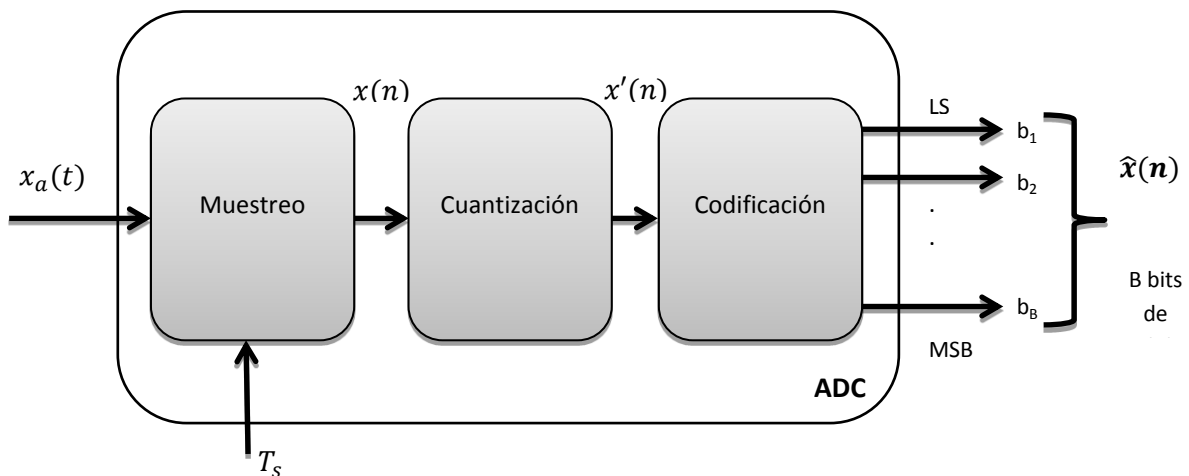 x(n)
x'(n)
LS
b₁
x_a(t)
Muestreo
Cuantización
Codificación
b₂
.
.
x̂(n)
B bits
de
b_B
MSB
ADC
T_s